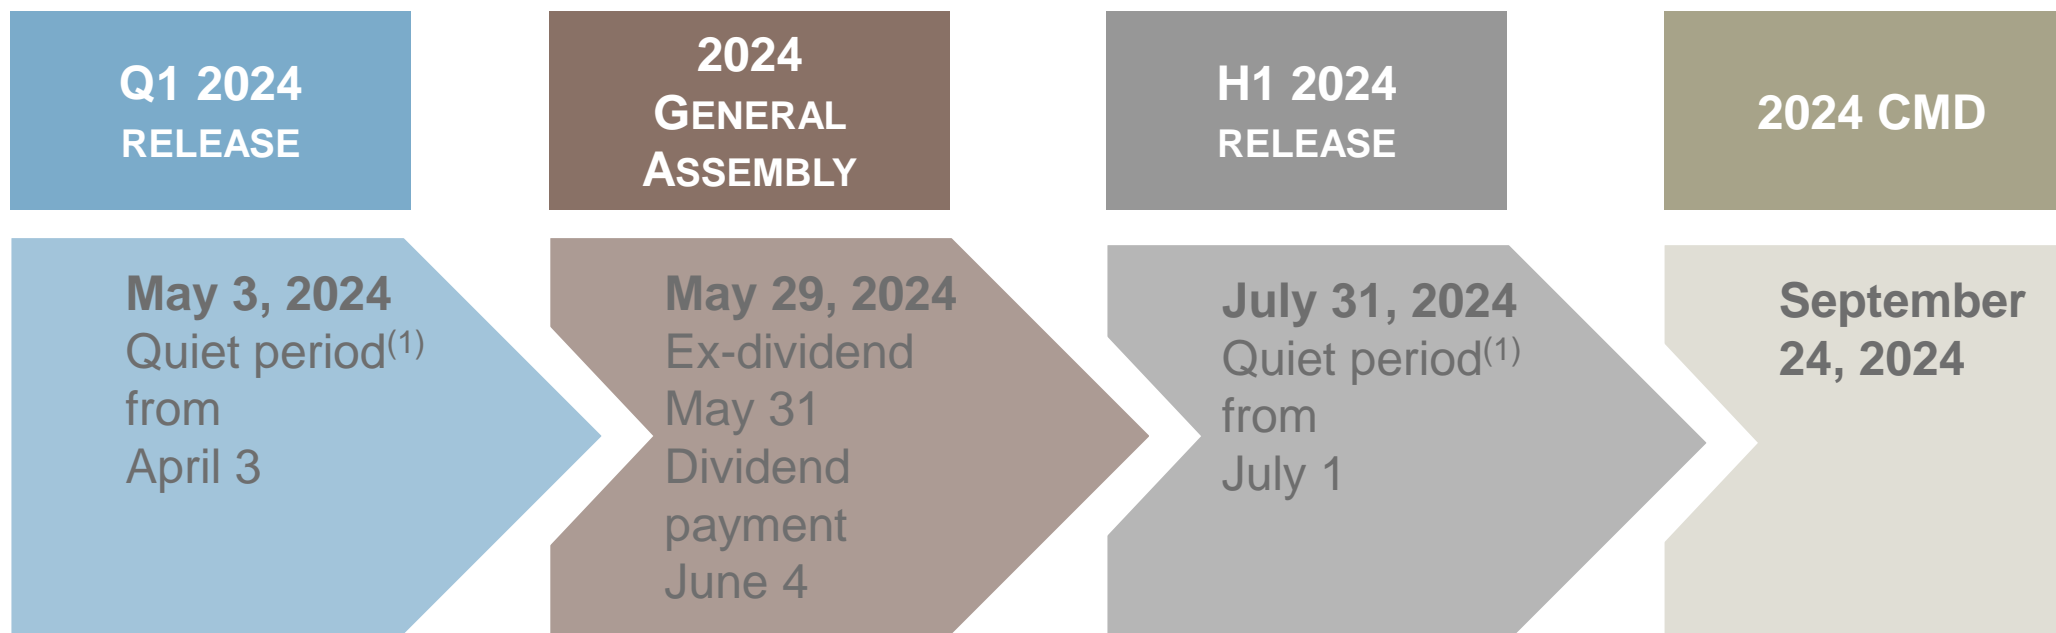 Q1 2024
RELEASE
May 3, 2024
Quiet period(1)
from
April 3
2024
GENERAL
ASSEMBLY
May 29, 2024
Ex-dividend
May 31
Dividend
payment
June 4
H1 2024
RELEASE
July 31, 2024
Quiet period(1)
from
July 1
2024 CMD
September
24, 2024